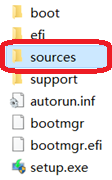 boot
efi
sources
support
autorun.inf
bootmgr
bootmgr.efi
setup.exe